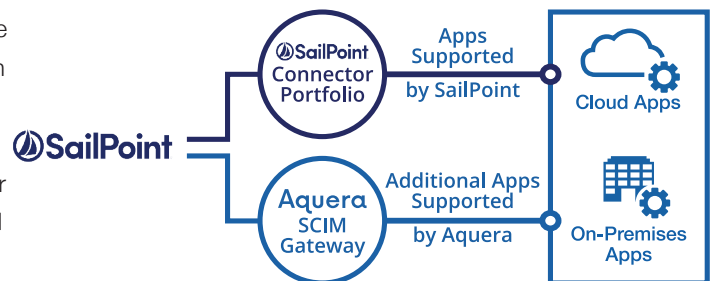 SailPoint
SailPoint
Connector
Portfolio
Apps
Supported
by SailPoint
Aquera
SCIM
Gateway
Additional Apps
Supported
by Aquera
Cloud Apps
On-Premises
Apps